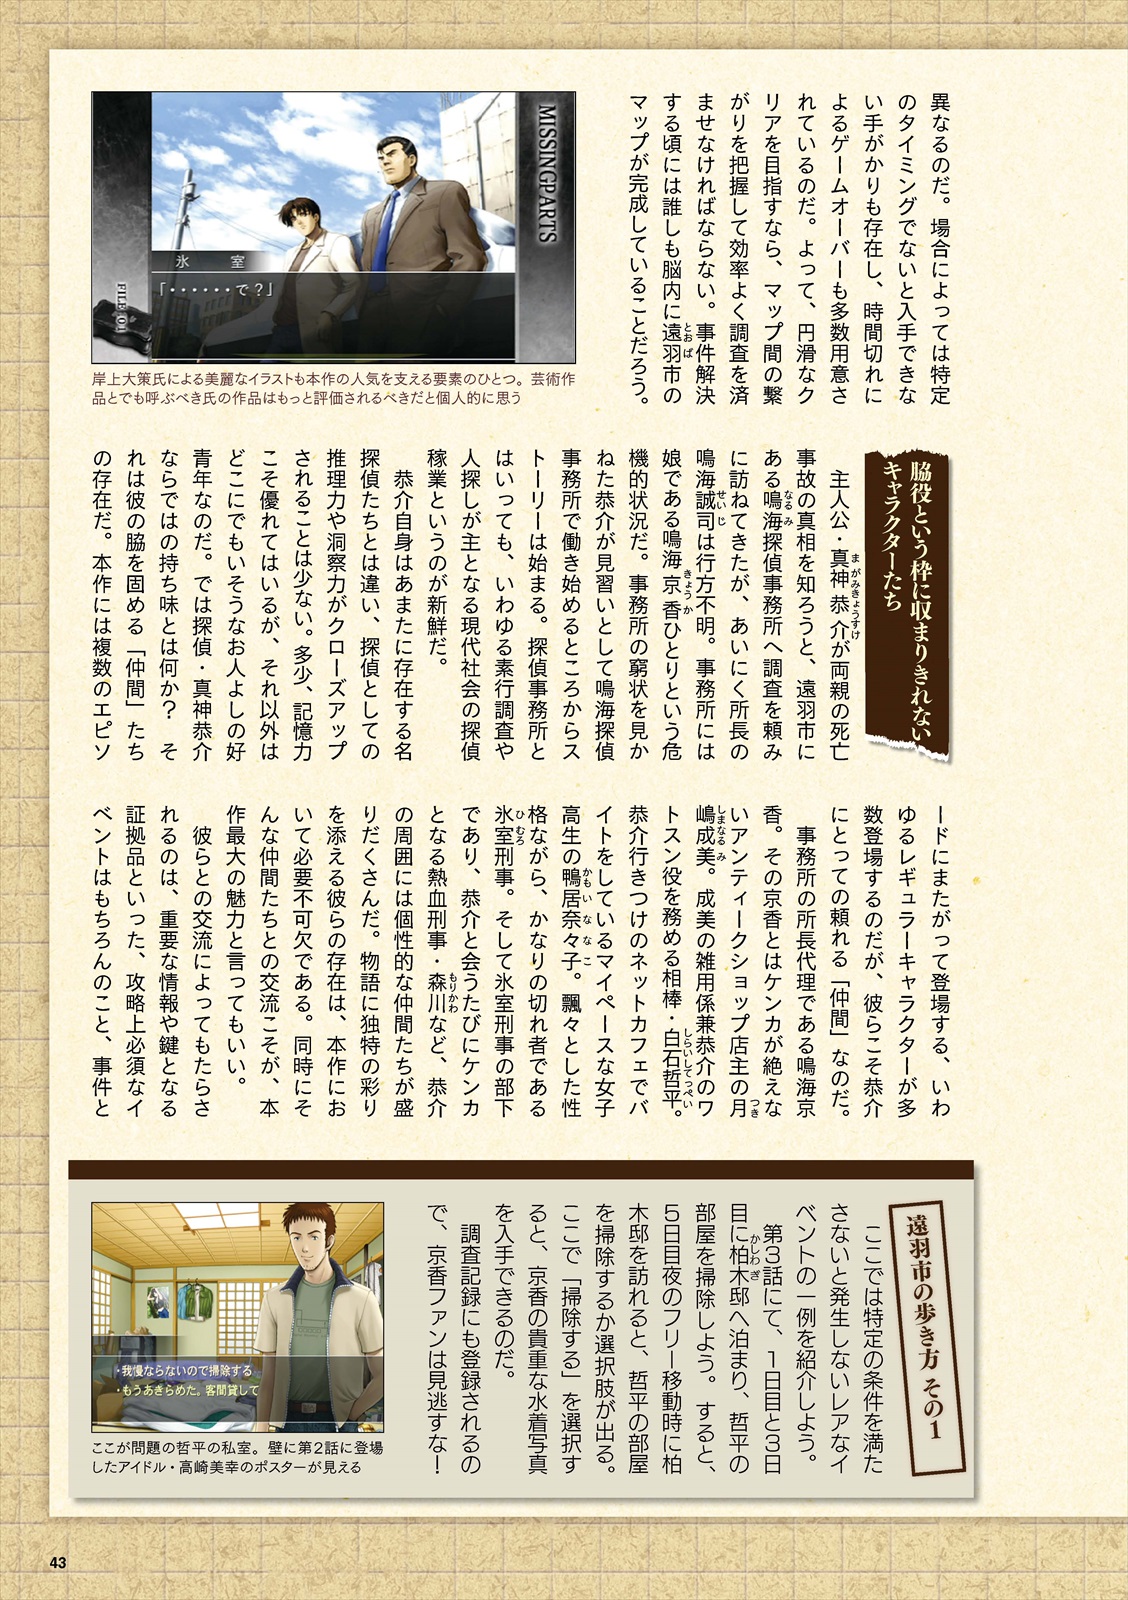 異なるのだ。場合によっては特定
のタイミングでないと入手できな
い手がかりも存在し、時間切れに
よるゲームオーバーも多数用意さ
れているのだ。よって、円滑なク
リアを目指すなら、マップ間の繋
がりを把握して効率よく調査を済
ませなければならない。事件解決
する頃には誰しも脳内に遠羽市の
とおば
マップが完成していることだろう。
MISSINGPARTS
氷　室
「・・・・・・で？」
FILE:01
岸上大策氏による美麗なイラストも本作の人気を支える要素のひとつ。芸術作
品とでも呼ぶべき氏の作品はもっと評価されるべきだと個人的に思う
脇役という枠に収まりきれない
キャラクターたち
主人公・真神恭介が両親の死亡
まがみきょうすけ
事故の真相を知ろうと、遠羽市に
ある鳴海探偵事務所へ調査を頼み
なるみ
に訪ねてきたが、あいにく所長の
鳴海誠司は行方不明。事務所には
せいじ
娘である鳴海京香ひとりという危
きょうか
機的状況だ。事務所の窮状を見か
ねた恭介が見習いとして鳴海探偵
事務所で働き始めるところからス
トーリーは始まる。探偵事務所と
はいっても、いわゆる素行調査や
人探しが主となる現代社会の探偵
稼業というのが新鮮だ。
恭介自身はあまたに存在する名
探偵たちとは違い、探偵としての
推理力や洞察力がクローズアップ
されることは少ない。多少、記憶力
こそ優れてはいるが、それ以外は
どこにでもいそうなお人よしの好
青年なのだ。では探偵・真神恭介
ならではの持ち味とは何か？　そ
れは彼の脇を固める「仲間」たち
の存在だ。本作には複数のエピソ
ードにまたがって登場する、いわ
ゆるレギュラーキャラクターが多
数登場するのだが、彼らこそ恭介
にとっての頼れる「仲間」なのだ。
事務所の所長代理である鳴海京
香。その京香とはケンカが絶えな
いアンティークショップ店主の月
つき
嶋成美。成美の雑用係兼恭介のワ
しまなるみ
トスン役を務める相棒・白石哲平。
しらいしてっぺい
恭介行きつけのネットカフェでバ
イトをしているマイペースな女子
高生の鴨居奈々子。飄々とした性
かもいななこ
格ながら、かなりの切れ者である
氷室刑事。そして氷室刑事の部下
ひむろ
であり、恭介と会うたびにケンカ
となる熱血刑事・森川など、恭介
もりかわ
の周囲には個性的な仲間たちが盛
りだくさんだ。物語に独特の彩り
を添える彼らの存在は、本作にお
いて必要不可欠である。同時にそ
んな仲間たちとの交流こそが、本
作最大の魅力と言ってもいい。
彼らとの交流によってもたらさ
れるのは、重要な情報や鍵となる
証拠品といった、攻略上必須なイ
ベントはもちろんのこと、事件と
遠羽市の歩き方 その1
ここでは特定の条件を満た
さないと発生しないレアなイ
ベントの一例を紹介しよう。
第3話にて、1日目と3日
目に柏木邸へ泊まり、哲平の
かしわぎ
部屋を掃除しよう。すると、
5日目夜のフリー移動時に柏
木邸を訪れると、哲平の部屋
を掃除するか選択肢が出る。
ここで「掃除する」を選択す
ると、京香の貴重な水着写真
を入手できるのだ。
調査記録にも登録されるの
で、京香ファンは見逃すな！
・我慢ならないので掃除する
・もうあきらめた。客間貸して
ここが問題の哲平の私室。壁に第2話に登場
したアイドル・高崎美幸のポスターが見える
43